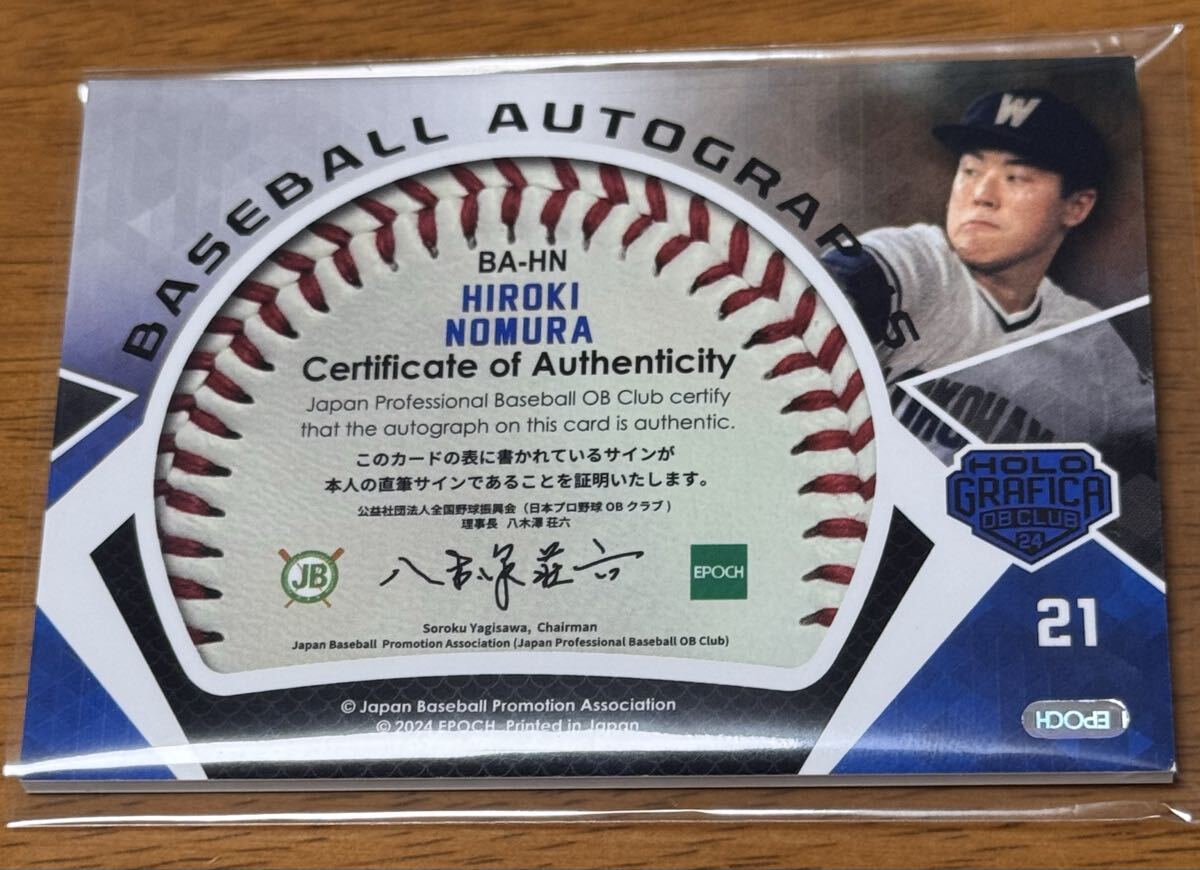 BASEBALL AUTOGRAPHS
W
BA-HN
HIROKI
NOMURA
Certificate of Authenticity
Japan Professional Baseball OB Club certify
that the autograph on this card is authentic.
このカードの表に書かれているサインが
本人の直筆サインであることを証明いたします。
公益社団法人全国野球振興会（日本プロ野球OBクラブ）
理事長 八木澤 荘六
JB
八木澤荘六
EPOCH
Soroku Yagisawa, Chairman
Japan Baseball Promotion Association (Japan Professional Baseball OB Club)
© Japan Baseball Promotion Association
© 2024 EPOCH Printed in Japan
HOLO
GRAFICA
OB CLUB
24
21
EPOCH